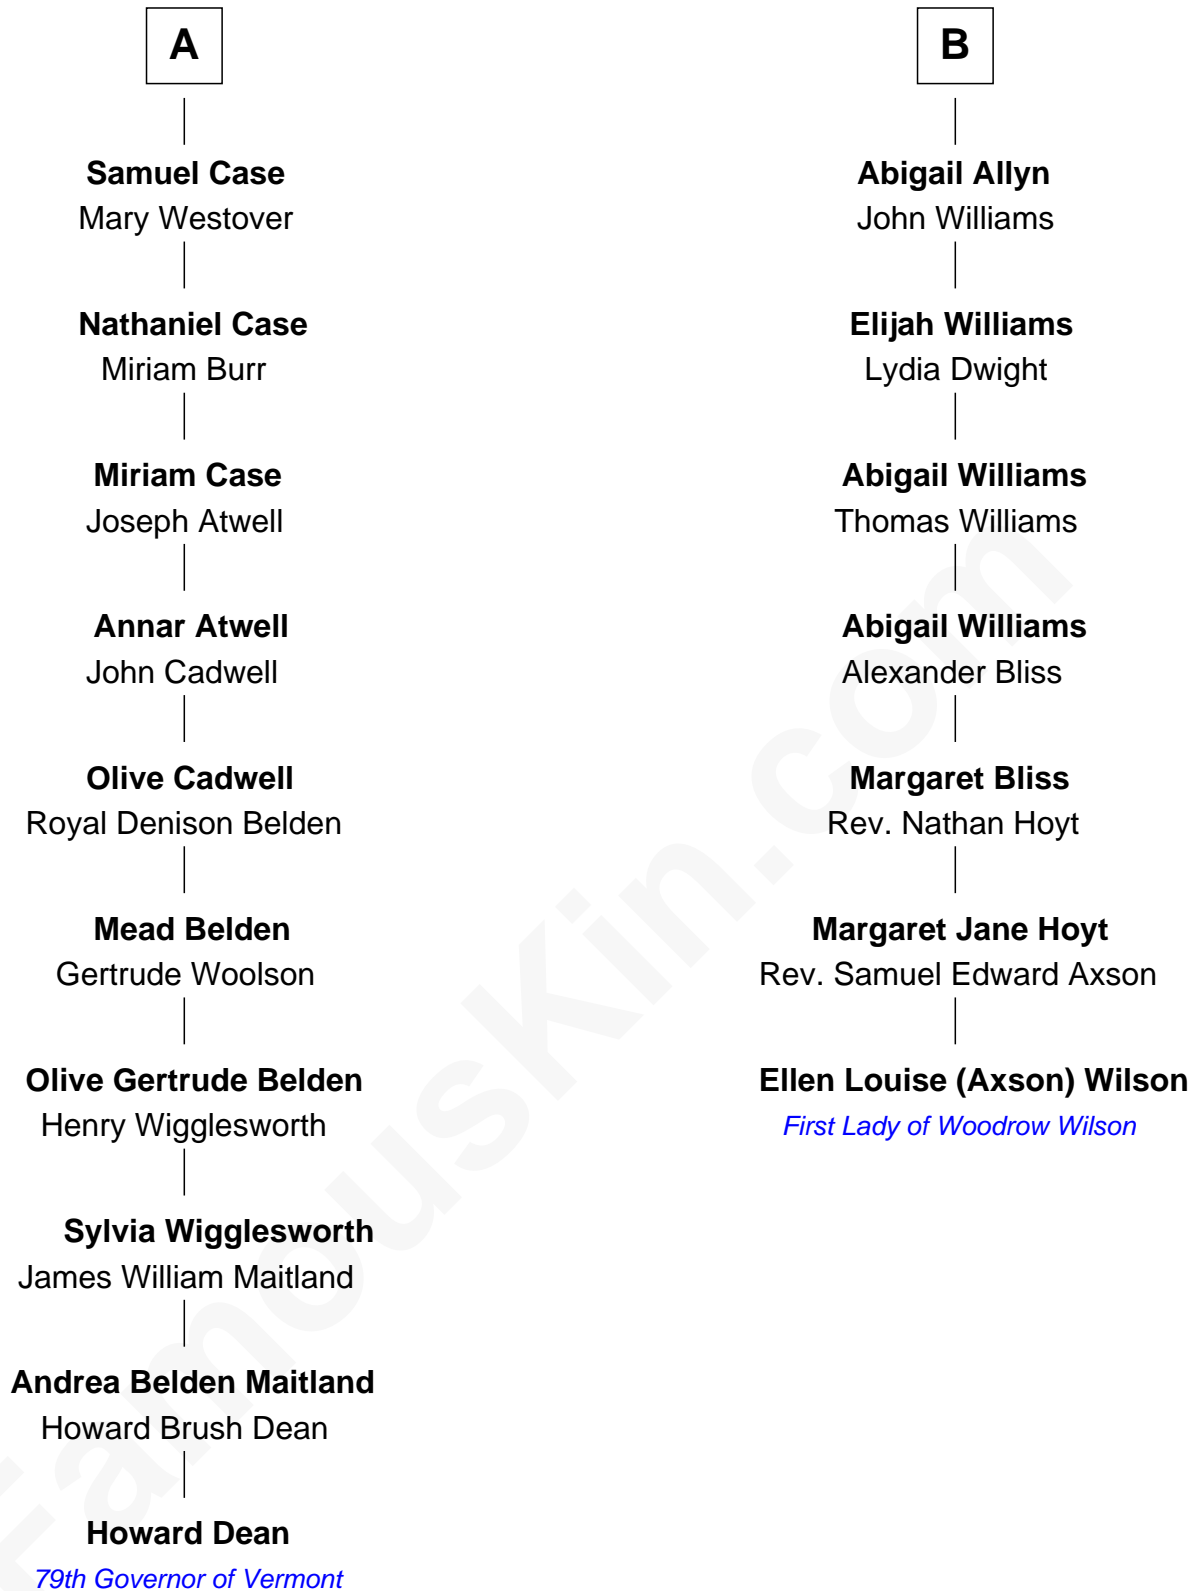 A
Samuel Case
Mary Westover
Nathaniel Case
Miriam Burr
Miriam Case
Joseph Atwell
Annar Atwell
John Cadwell
Olive Cadwell
Royal Denison Belden
Mead Belden
Gertrude Woolson
Olive Gertrude Belden
Henry Wigglesworth
Sylvia Wigglesworth
James William Maitland
Andrea Belden Maitland
Howard Brush Dean
Howard Dean
79th Governor of Vermont
B
Abigail Allyn
John Williams
Elijah Williams
Lydia Dwight
Abigail Williams
Thomas Williams
Abigail Williams
Alexander Bliss
Margaret Bliss
Rev. Nathan Hoyt
Margaret Jane Hoyt
Rev. Samuel Edward Axson
Ellen Louise (Axson) Wilson
First Lady of Woodrow Wilson
FamousKin.com